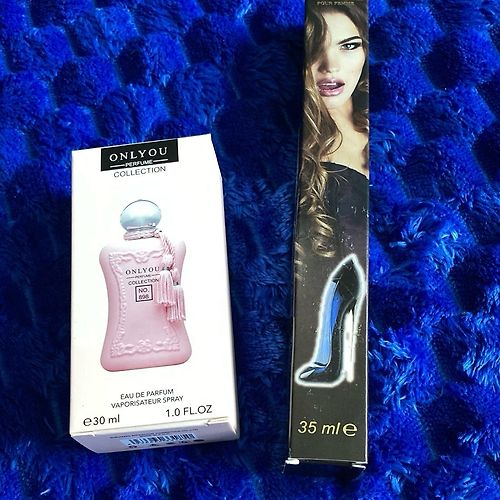 ONLYOU
PERFUME
COLLECTION
ONLYOU
PERFUME
COLLECTION
NO.
898
EAU DE PARFUM
VAPORISATEUR SPRAY
℮30 ml 1.0 FL.OZ
POUR FEMME
35 ml℮